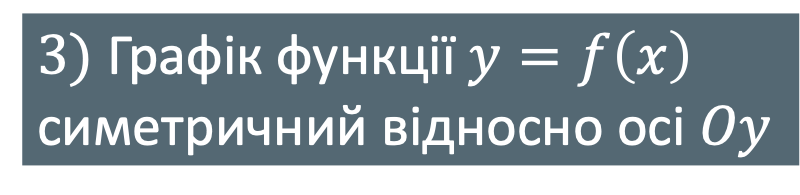 3) Графік функції y = f(x)
симетричний відносно осі Oy